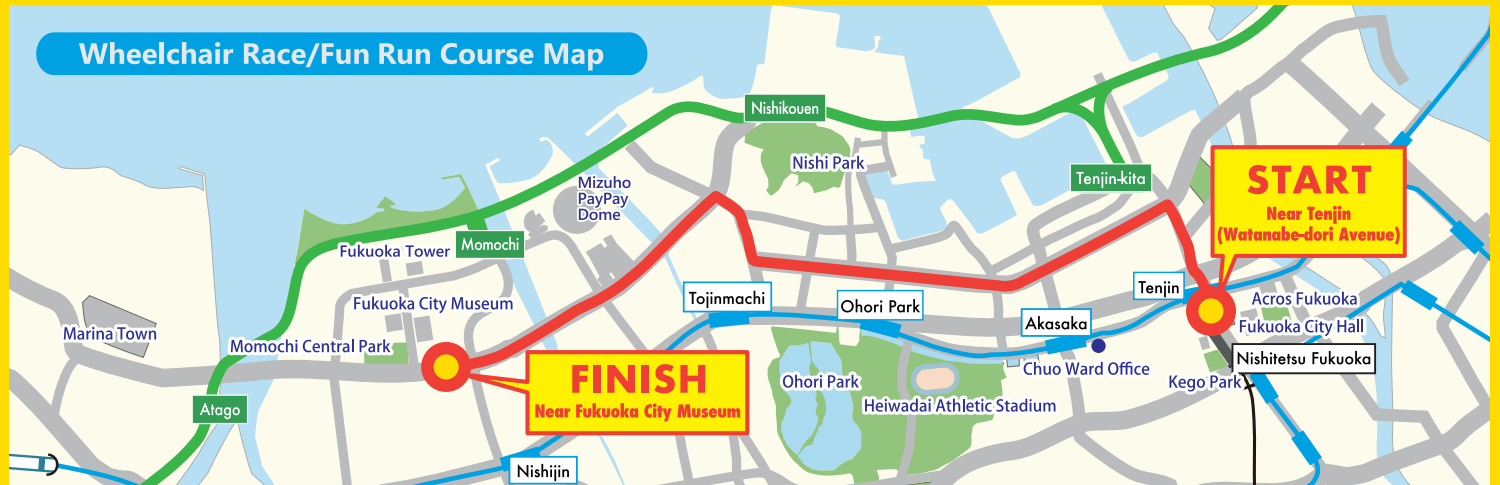 Wheelchair Race/Fun Run Course Map
Nishikouen
Nishi Park
Tenjin-kita
START
Near Tenjin
(Watanabe-dori Avenue)
Mizuho
PayPay
Dome
Momochi
Fukuoka Tower
Fukuoka City Museum
Marina Town
Momochi Central Park
Atago
FINISH
Near Fukuoka City Museum
Nishijin
Tojinmachi
Ohori Park
Akasaka
Tenjin
Acros Fukuoka
Fukuoka City Hall
Nishitetsu Fukuoka
Kego Park
Chuo Ward Office
Ohori Park
Heiwadai Athletic Stadium